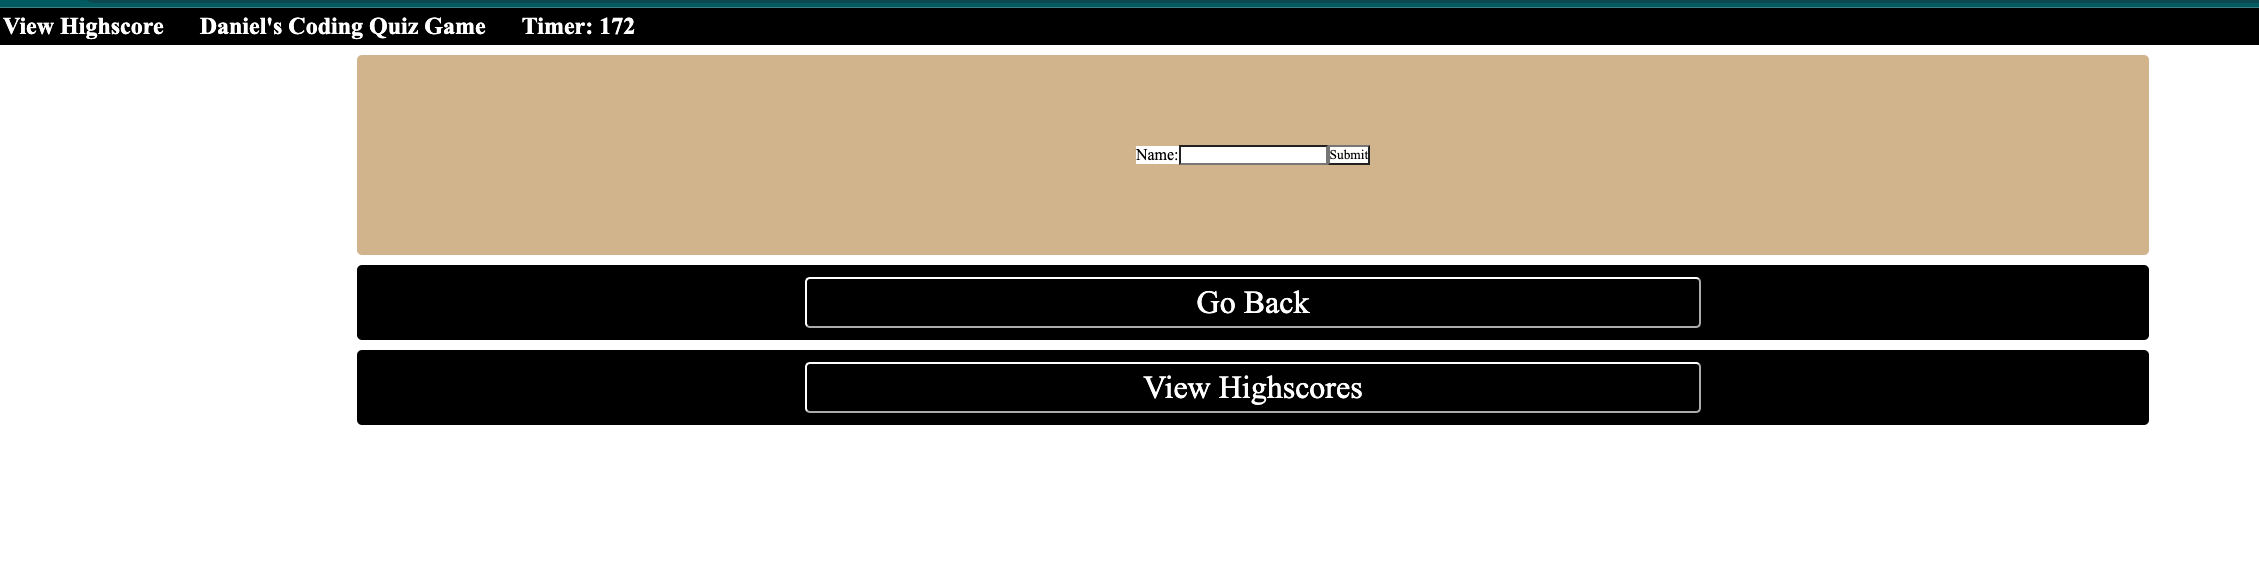 View Highscore Daniel's Coding Quiz Game Timer: 172
Name: Submit
Go Back
View Highscores